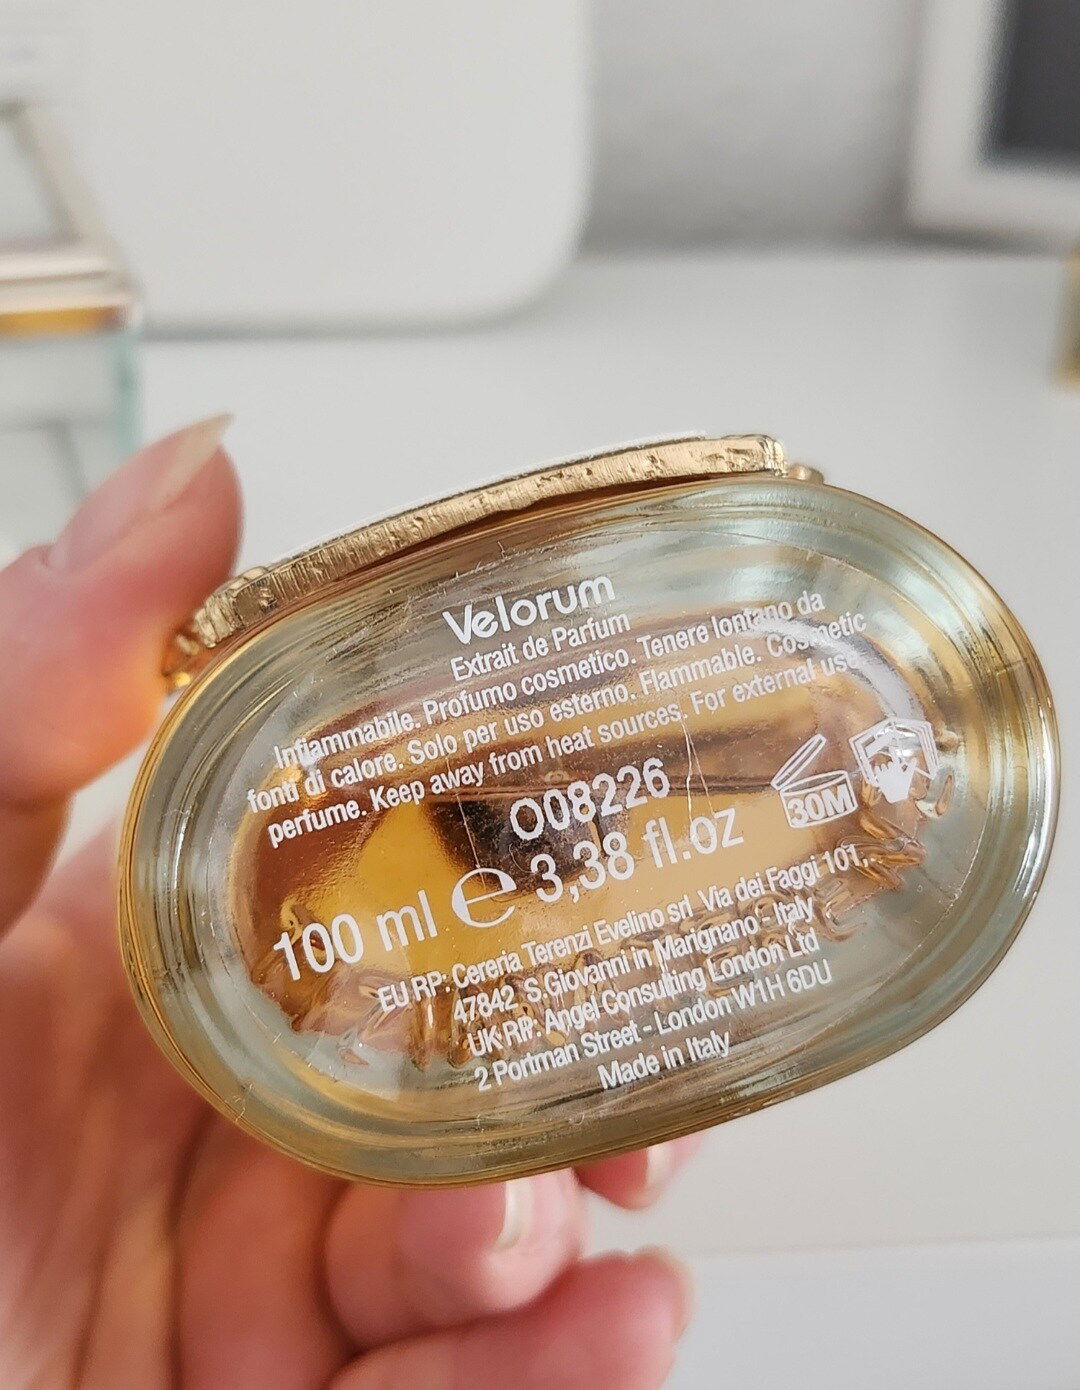 Velorum
Extrait de Parfum
Infiammabile. Profumo cosmetico. Tenere lontano da
fonti di calore. Solo per uso esterno. Flammable. Cosmetic
perfume. Keep away from heat sources. For external use
O08226
30M
100 ml e 3,38 fl.oz
EU RP: Cereria Terenzi Evelino srl Via dei Faggi 101,
47842 S.Giovanni in Marignano - Italy
UK RP: Angel Consulting London Ltd
2 Portman Street - London W1H 6DU
Made in Italy